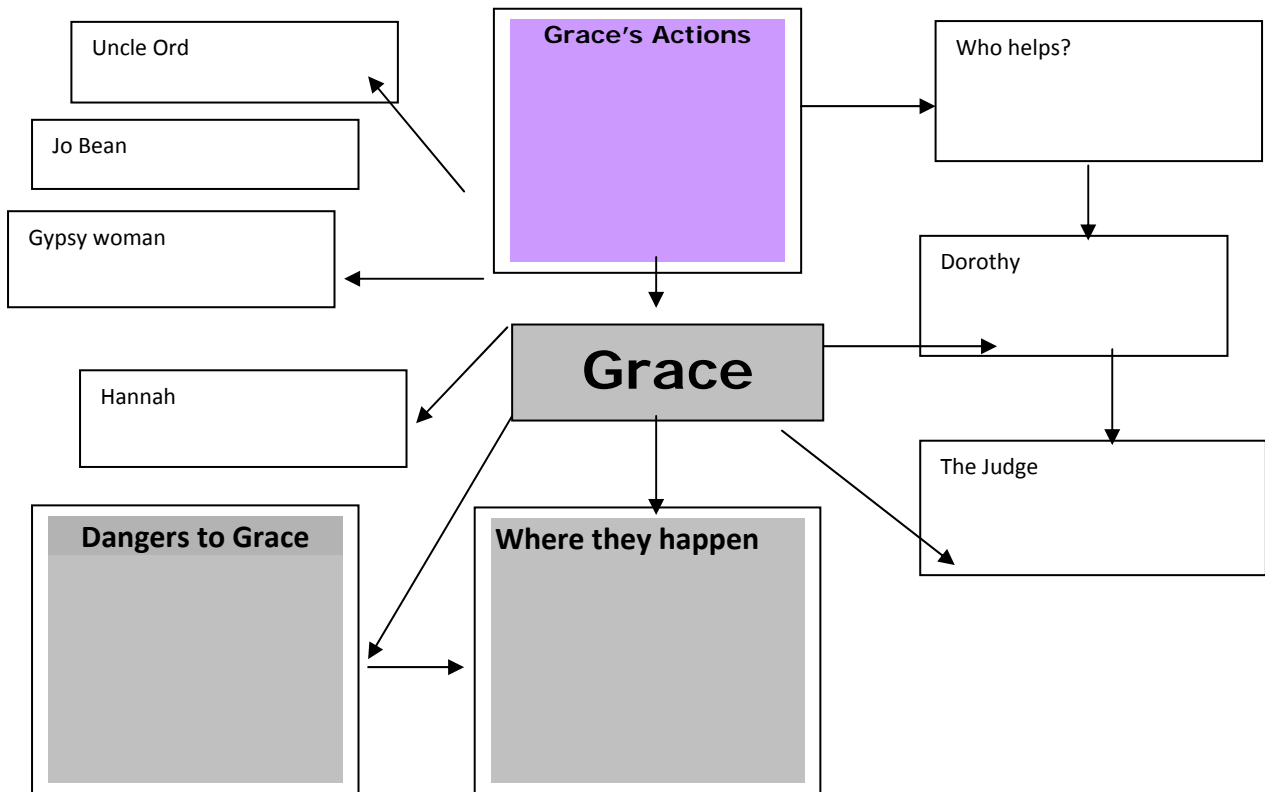 Grace's Actions
Uncle Ord
Who helps?
Jo Bean
Gypsy woman
Dorothy
Grace
Hannah
The Judge
Dangers to Grace
Where they happen